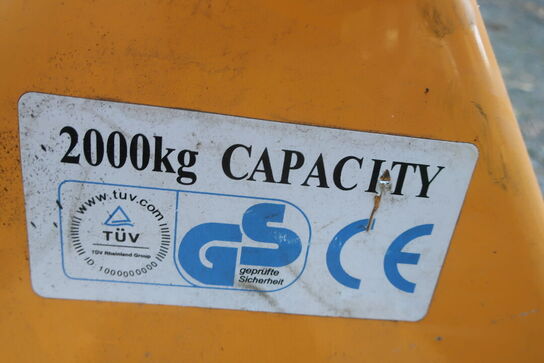 2000kg CAPACITY
www.tuv.com
TÜV
TÜV Rheinland Group
ID 1000000000
GS
geprüfte
Sicherheit
CE